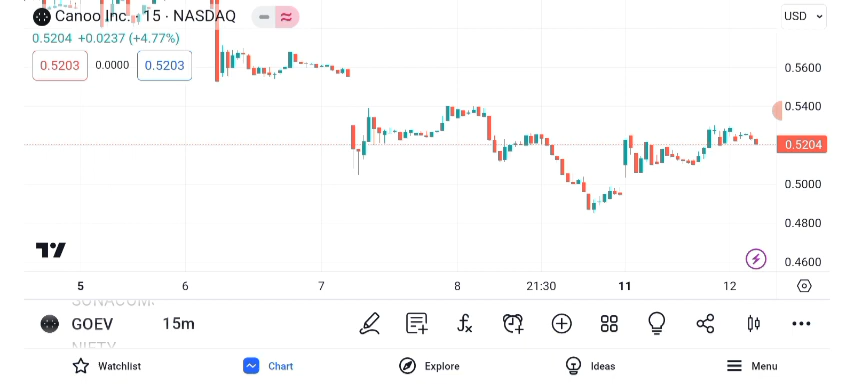 Canoo Inc. · 15 · NASDAQ
USD
0.5204 +0.0237 (+4.77%)
0.5203 0.0000 0.5203
0.5600
0.5400
0.5204
0.5000
0.4800
0.4600
5 6 7 8 21:30 11 12
GOEV 15m
NIFTY
Watchlist Chart Explore Ideas Menu